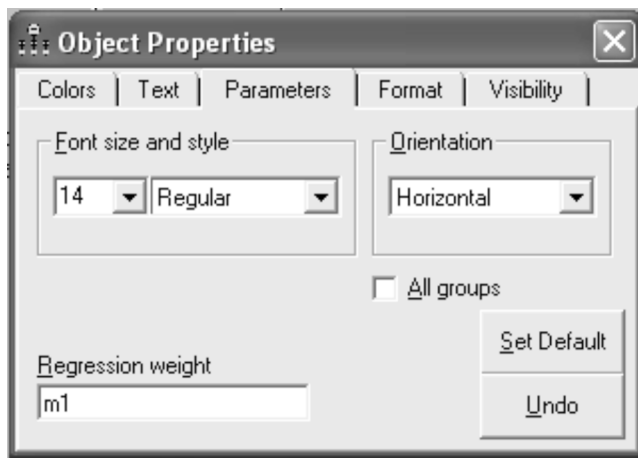 Object Properties
Colors Text Parameters Format Visibility
Font size and style Orientation
14 Regular Horizontal
All groups
Set Default
Regression weight
m1
Undo